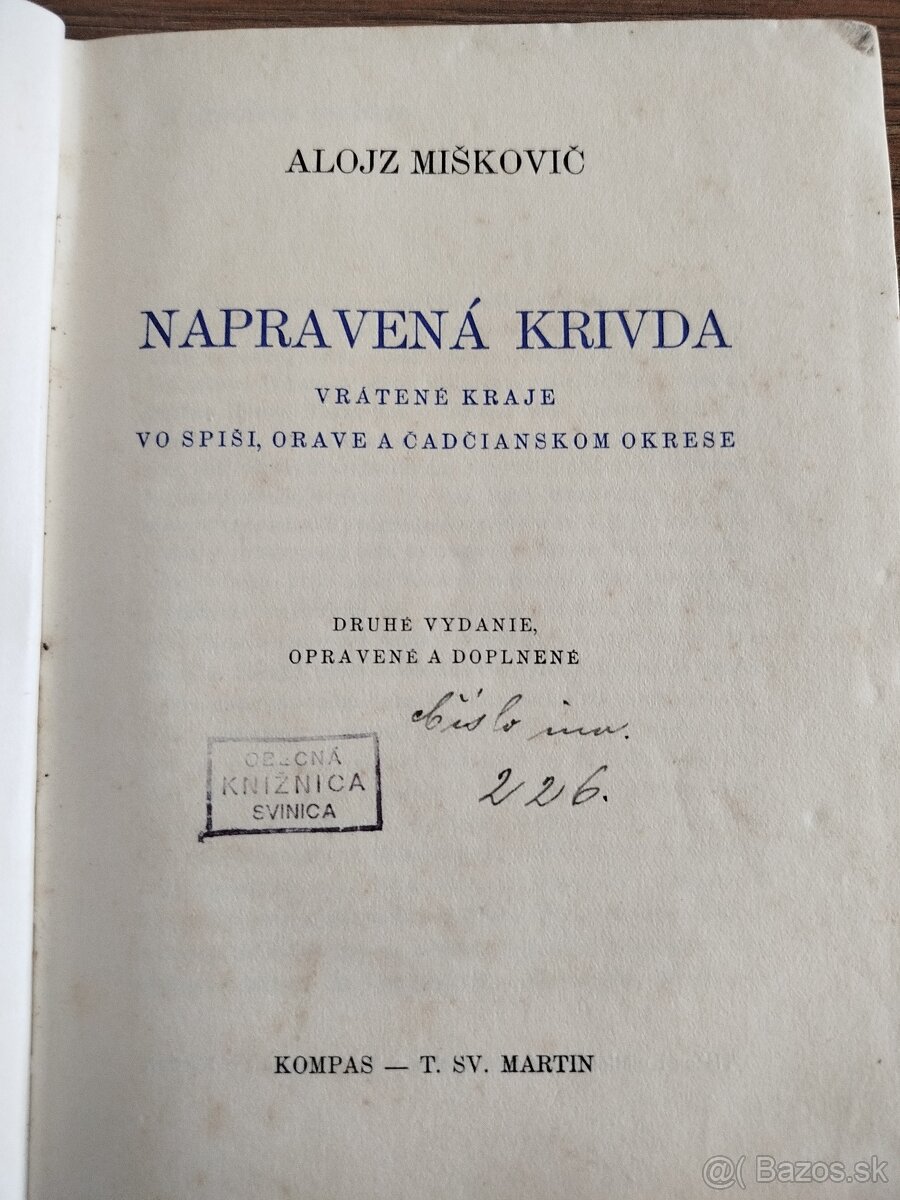 ALOJZ MIŠKOVIČ
NAPRAVENÁ KRIVDA
VRÁTENÉ KRAJE
VO SPIŠI, ORAVE A ČADČIANSKOM OKRESE
DRUHÉ VYDANIE,
OPRAVENÉ A DOPLNENÉ
číslo inv.
226.
OBECNÁ
KNIŽNICA
SVINICA
KOMPAS — T. SV. MARTIN
@( Bazos.sk